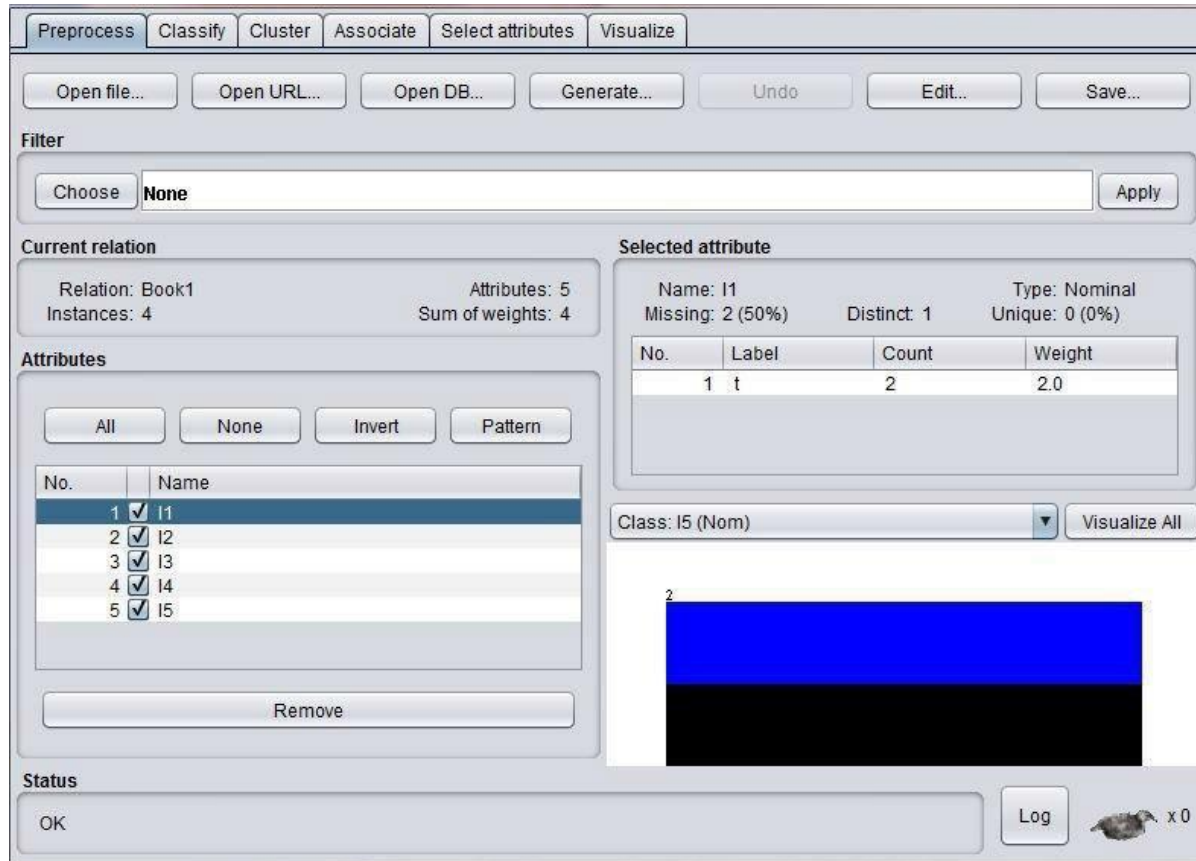 Preprocess Classify Cluster Associate Select attributes Visualize
Open file... Open URL... Open DB... Generate... Undo Edit... Save...
Filter
Choose None Apply
Current relation
Relation: Book1 Attributes: 5
Instances: 4 Sum of weights: 4
Attributes
All None Invert Pattern
No. Name
1 I1
2 I2
3 I3
4 I4
5 I5
Remove
Selected attribute
Name: I1 Type: Nominal
Missing: 2 (50%) Distinct: 1 Unique: 0 (0%)
No. Label Count Weight
1 t 2 2.0
Class: I5 (Nom) Visualize All
2
Status
OK Log x 0